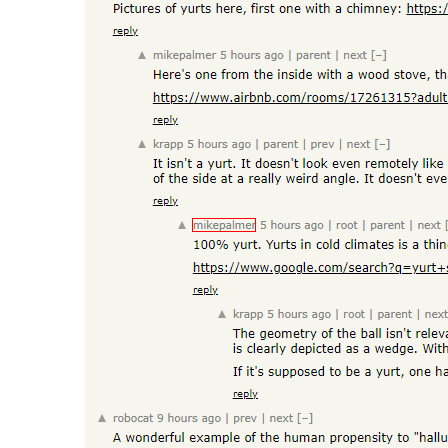 Pictures of yurts here, first one with a chimney: https:/
reply
▲ mikepalmer 5 hours ago | parent | next [–]
Here's one from the inside with a wood stove, th
https://www.airbnb.com/rooms/17261315?adult
reply
▲ krapp 5 hours ago | parent | prev | next [–]
It isn't a yurt. It doesn't look even remotely like
of the side at a really weird angle. It doesn't eve
reply
▲ mikepalmer 5 hours ago | root | parent | next [
100% yurt. Yurts in cold climates is a thin
https://www.google.com/search?q=yurt+s
reply
▲ krapp 5 hours ago | root | parent | next
The geometry of the ball isn't releva
is clearly depicted as a wedge. With
If it's supposed to be a yurt, one ha
reply
▲ robocat 9 hours ago | prev | next [–]
A wonderful example of the human propensity to "hallu